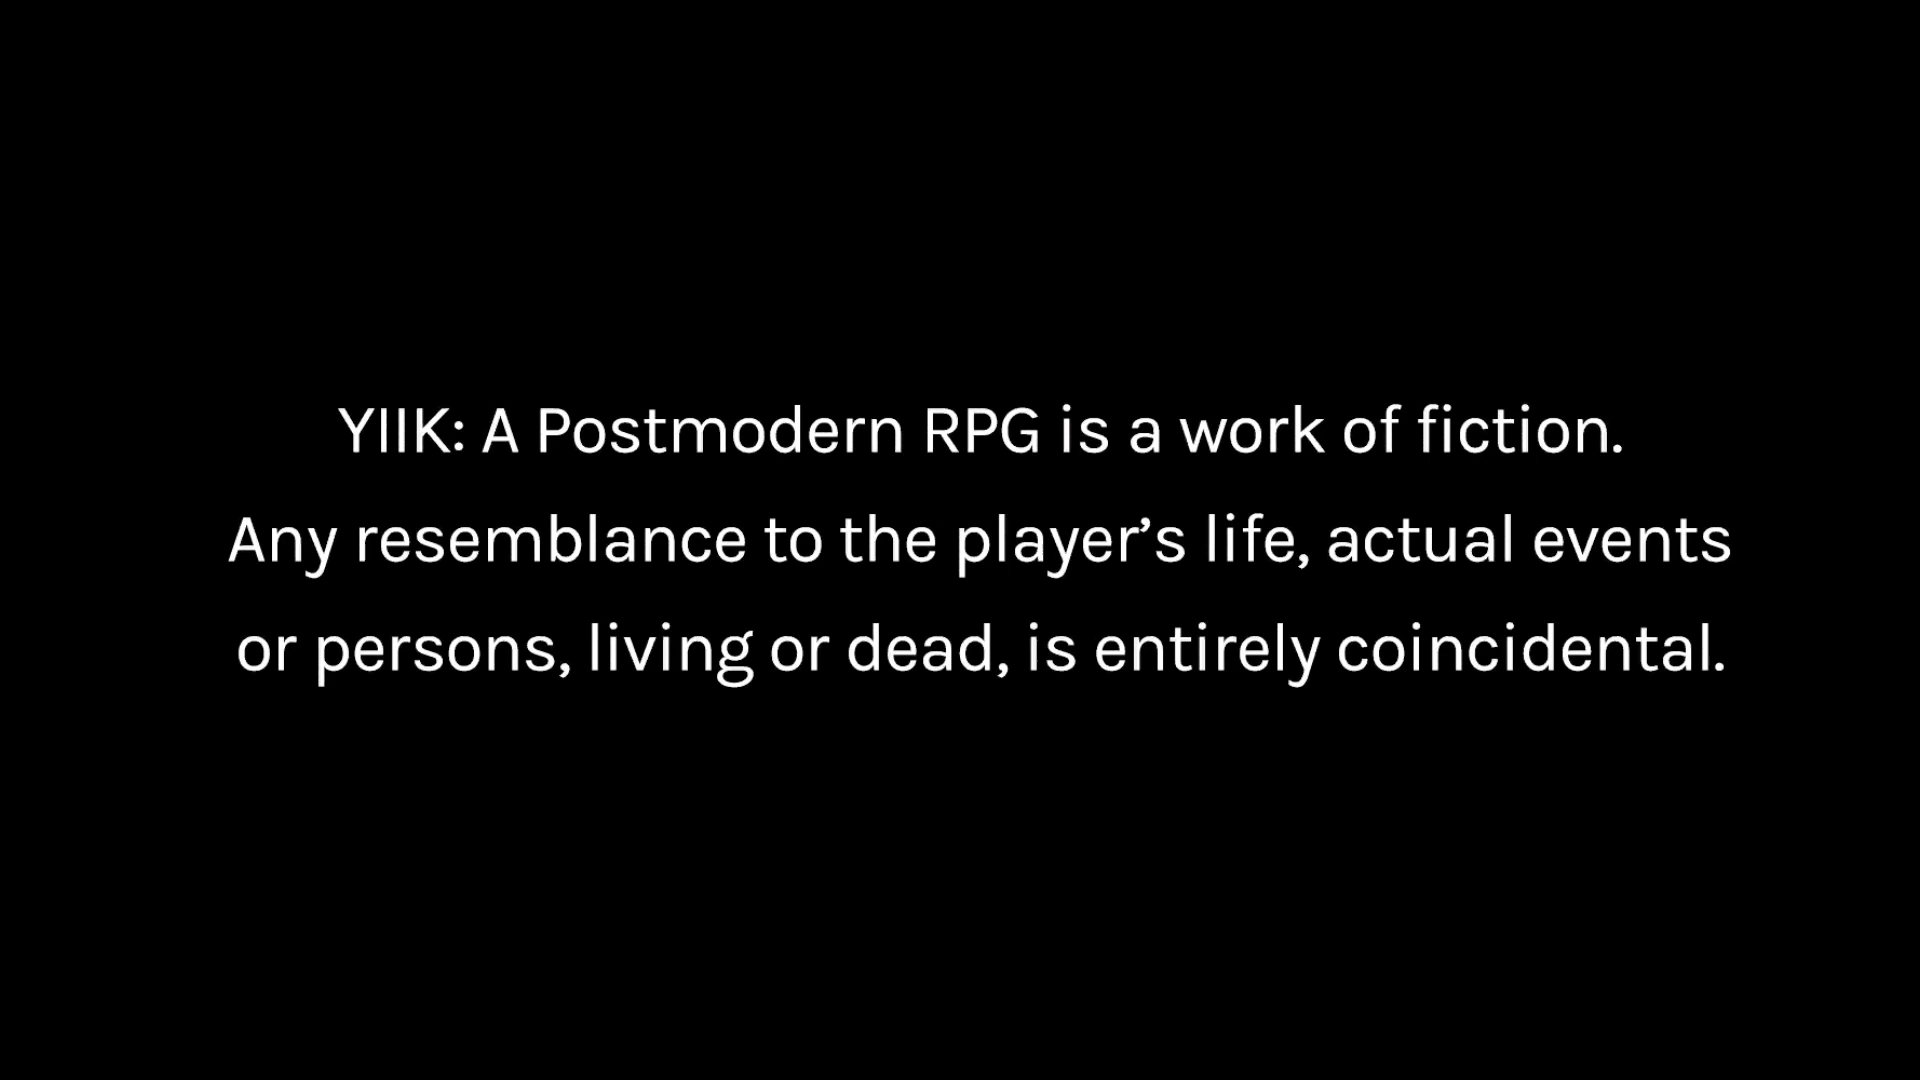 YIIK: A Postmodern RPG is a work of fiction.
Any resemblance to the player’s life, actual events
or persons, living or dead, is entirely coincidental.